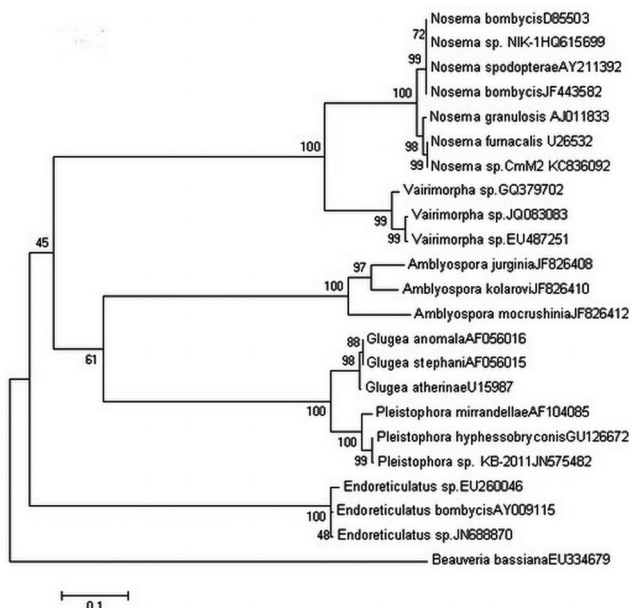 Nosema bombycisD85503
72
Nosema sp. NIK-1HQ615699
99
Nosema spodopteraeAY211392
Nosema bombycisJF443582
100
Nosema granulosis AJ011833
Nosema furnacalis U26532
98
100
Nosema sp.CmM2 KC836092
99
Vairimorpha sp.GQ379702
Vairimorpha sp.JQ083083
99
Vairimorpha sp.EU487251
99
45
Amblyospora jurginiaJF826408
97
Amblyospora kolaroviJF826410
100
Amblyospora mocrushiniaJF826412
Glugea anomalaAF056016
88
61
Glugea stephaniAF056015
98
Glugea atherinaeU15987
100
Pleistophora mirrandellaeAF104085
Pleistophora hyphessobryconisGU126672
100
Pleistophora sp. KB-2011JN575482
99
Endoreticulatus sp.EU260046
Endoreticulatus bombycisAY009115
100
Endoreticulatus sp.JN688870
48
Beauveria bassianaEU334679
0.1